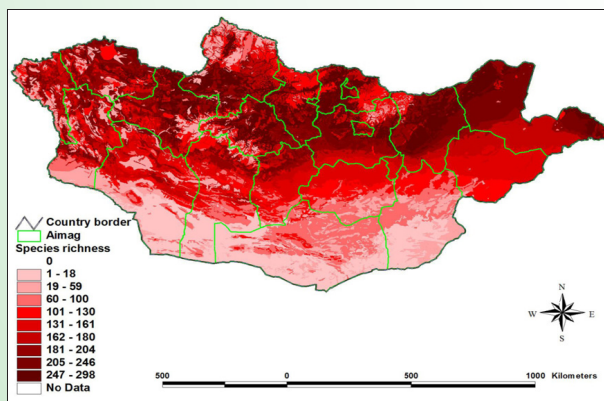 Country border
Aimag
Species richness
0
1 - 18
19 - 59
60 - 100
101 - 130
131 - 161
162 - 180
181 - 204
205 - 246
247 - 298
No Data
N
W E
S
500 0 500 1000 Kilometers